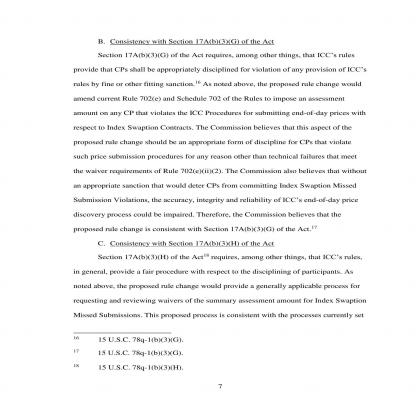 B. Consistency with Section 17A(b)(3)(G) of the Act
Section 17A(b)(3)(G) of the Act requires, among other things, that ICC's rules
provide that CPs shall be appropriately disciplined for violation of any provision of ICC's
rules by fine or other fitting sanction.16 As noted above, the proposed rule change would
amend current Rule 702(e) and Schedule 702 of the Rules to impose an assessment
amount on any CP that violates the ICC Procedures for submitting end-of-day prices with
respect to Index Swaption Contracts. The Commission believes that this aspect of the
proposed rule change should be an appropriate form of discipline for CPs that violate
such price submission procedures for any reason other than technical failures that meet
the waiver requirements of Rule 702(e)(ii)(2). The Commission also believes that without
an appropriate sanction that would deter CPs from committing Index Swaption Missed
Submission Violations, the accuracy, integrity and reliability of ICC's end-of-day price
discovery process could be impaired. Therefore, the Commission believes that the
proposed rule change is consistent with Section 17A(b)(3)(G) of the Act.17
C. Consistency with Section 17A(b)(3)(H) of the Act
Section 17A(b)(3)(H) of the Act18 requires, among other things, that ICC's rules,
in general, provide a fair procedure with respect to the disciplining of participants. As
noted above, the proposed rule change would provide a generally applicable process for
requesting and reviewing waivers of the summary assessment amount for Index Swaption
Missed Submissions. This proposed process is consistent with the processes currently set
16 15 U.S.C. 78q-1(b)(3)(G).
17 15 U.S.C. 78q-1(b)(3)(G).
18 15 U.S.C. 78q-1(b)(3)(H).
7